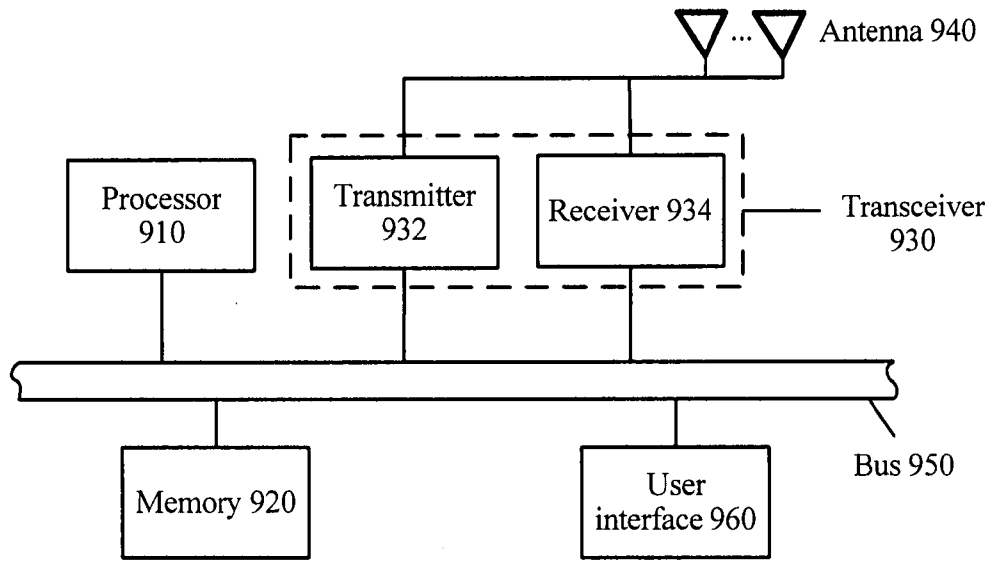 ... Antenna 940
Processor
910
Transmitter
932
Receiver 934
Transceiver
930
Bus 950
Memory 920
User
interface 960